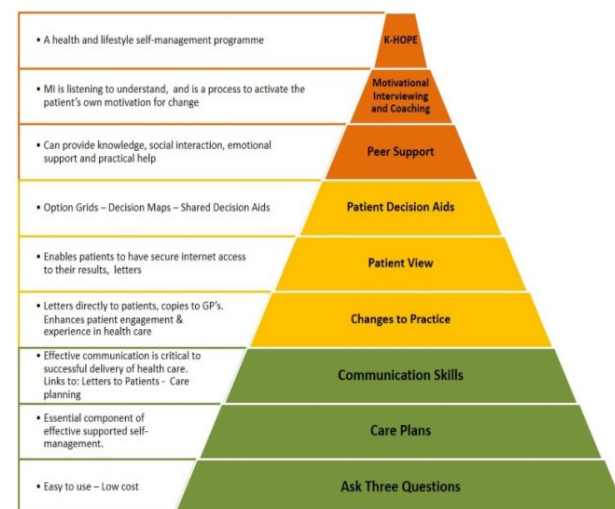 • A health and lifestyle self-management programme
K-HOPE
• MI is listening to understand, and is a process to activate the
patient's own motivation for change
Motivational
Interviewing
and Coaching
• Can provide knowledge, social interaction, emotional
support and practical help
Peer Support
• Option Grids – Decision Maps – Shared Decision Aids
Patient Decision Aids
• Enables patients to have secure internet access
to their results, letters
Patient View
• Letters directly to patients, copies to GP's.
Enhances patient engagement &
experience in health care
Changes to Practice
• Effective communication is critical to
successful delivery of health care.
Links to: Letters to Patients - Care
planning
Communication Skills
• Essential component of
effective supported self-
management.
Care Plans
• Easy to use – Low cost
Ask Three Questions